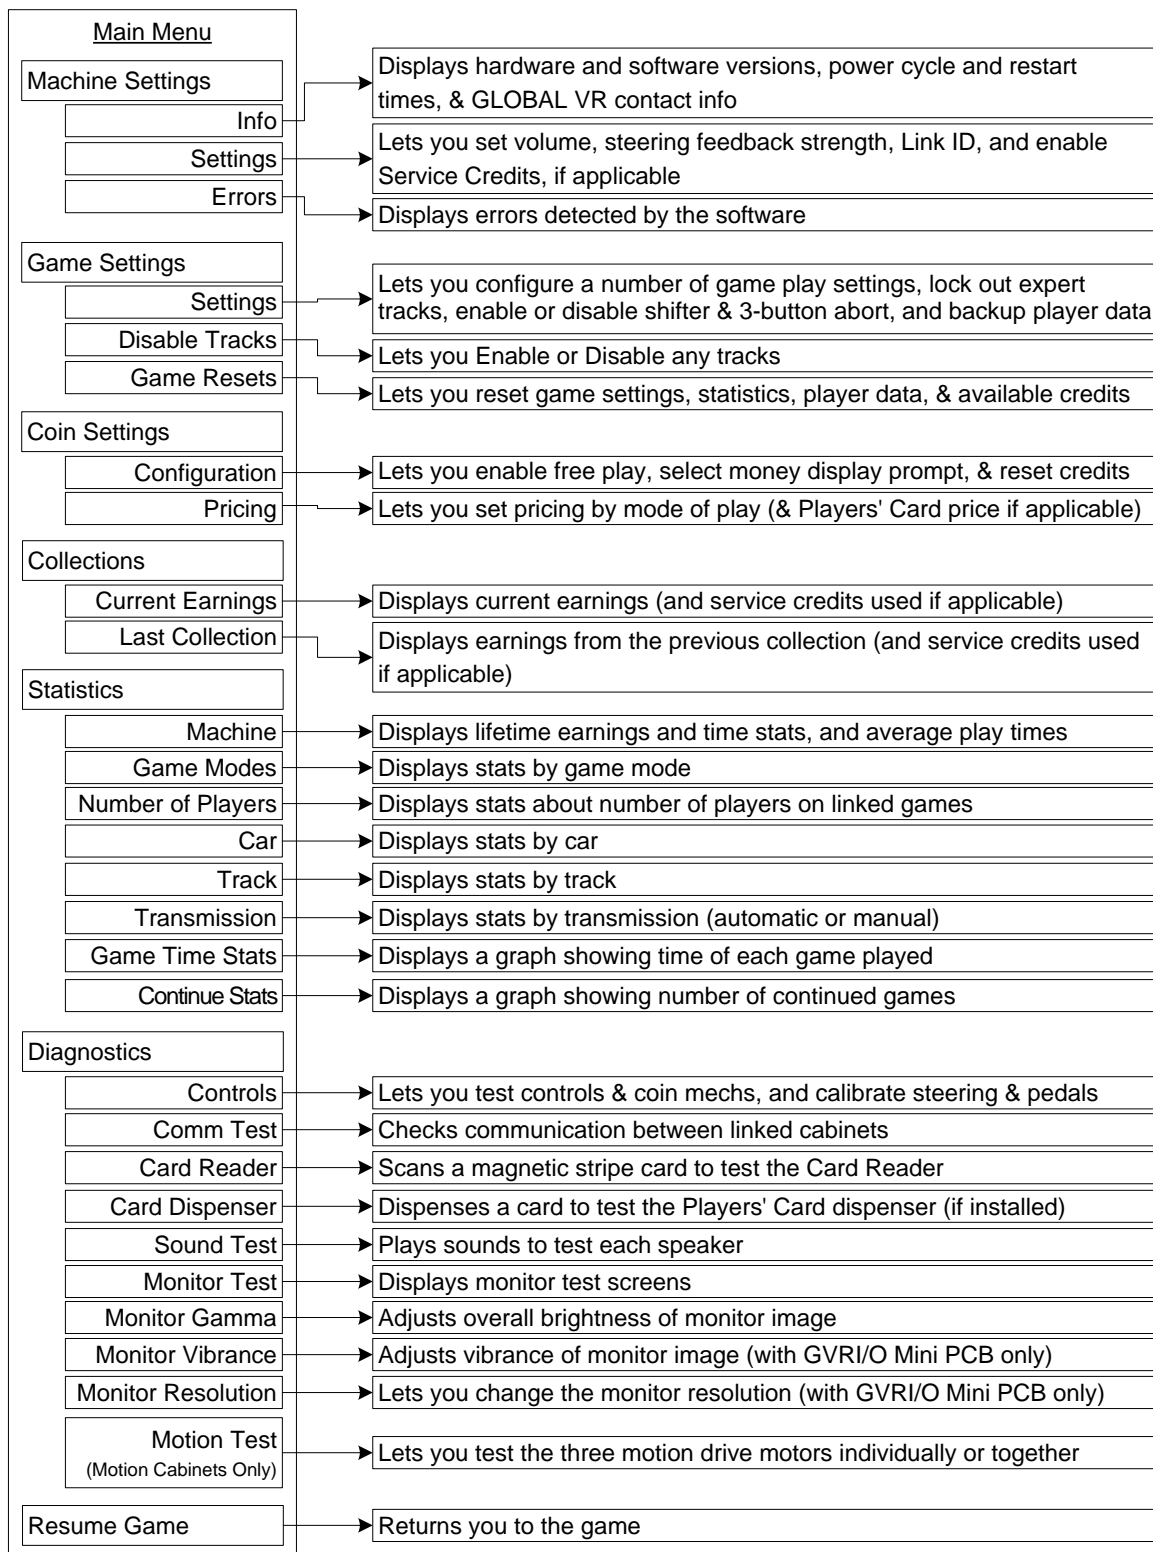 Main Menu
Machine Settings
Info
Displays hardware and software versions, power cycle and restart
times, & GLOBAL VR contact info
Settings
Lets you set volume, steering feedback strength, Link ID, and enable
Service Credits, if applicable
Errors
Displays errors detected by the software
Game Settings
Settings
Lets you configure a number of game play settings, lock out expert
tracks, enable or disable shifter & 3-button abort, and backup player data
Disable Tracks
Lets you Enable or Disable any tracks
Game Resets
Lets you reset game settings, statistics, player data, & available credits
Coin Settings
Configuration
Lets you enable free play, select money display prompt, & reset credits
Pricing
Lets you set pricing by mode of play (& Players' Card price if applicable)
Collections
Current Earnings
Displays current earnings (and service credits used if applicable)
Last Collection
Displays earnings from the previous collection (and service credits used
if applicable)
Statistics
Machine
Displays lifetime earnings and time stats, and average play times
Game Modes
Displays stats by game mode
Number of Players
Displays stats about number of players on linked games
Car
Displays stats by car
Track
Displays stats by track
Transmission
Displays stats by transmission (automatic or manual)
Game Time Stats
Displays a graph showing time of each game played
Continue Stats
Displays a graph showing number of continued games
Diagnostics
Controls
Lets you test controls & coin mechs, and calibrate steering & pedals
Comm Test
Checks communication between linked cabinets
Card Reader
Scans a magnetic stripe card to test the Card Reader
Card Dispenser
Dispenses a card to test the Players' Card dispenser (if installed)
Sound Test
Plays sounds to test each speaker
Monitor Test
Displays monitor test screens
Monitor Gamma
Adjusts overall brightness of monitor image
Monitor Vibrance
Adjusts vibrance of monitor image (with GVRI/O Mini PCB only)
Monitor Resolution
Lets you change the monitor resolution (with GVRI/O Mini PCB only)
Motion Test
(Motion Cabinets Only)
Lets you test the three motion drive motors individually or together
Resume Game
Returns you to the game